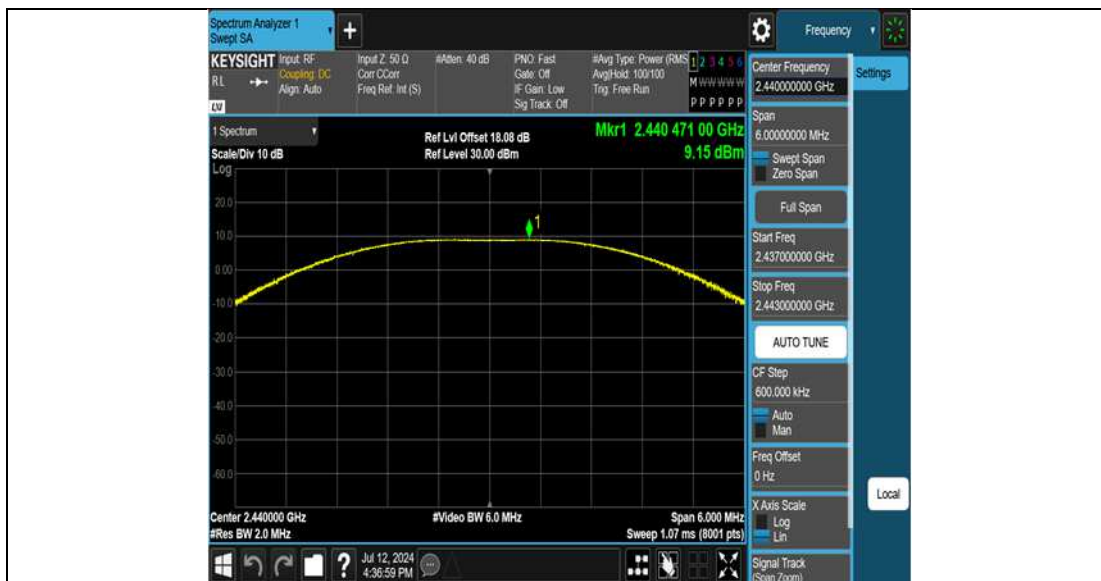 Spectrum Analyzer 1
Swept SA
+
Frequency
KEYSIGHT
RL
LXI
Input: RF
Coupling: DC
Align: Auto
Input Z: 50 Ω
Corr CCorr
Freq Ref: Int (S)
#Atten: 40 dB
PNO: Fast
Gate: Off
IF Gain: Low
Sig Track: Off
#Avg Type: Power (RMS
Avg|Hold: 100/100
Trig: Free Run
1 2 3 4 5 6
M W W W W W
P P P P P P
1 Spectrum
Scale/Div 10 dB
Log
Ref Lvl Offset 18.08 dB
Ref Level 30.00 dBm
Mkr1 2.440 471 00 GHz
9.15 dBm
20.0
10.0
0.00
-10.0
-20.0
-30.0
-40.0
-50.0
-60.0
1
Center 2.440000 GHz
#Res BW 2.0 MHz
#Video BW 6.0 MHz
Span 6.000 MHz
Sweep 1.07 ms (8001 pts)
?
Jul 12, 2024
4:36:59 PM
Center Frequency
2.440000000 GHz
Settings
Span
6.00000000 MHz
Swept Span
Zero Span
Full Span
Start Freq
2.437000000 GHz
Stop Freq
2.443000000 GHz
AUTO TUNE
CF Step
600.000 kHz
Auto
Man
Freq Offset
0 Hz
X Axis Scale
Log
Lin
Local
Signal Track
(Span Zoom)